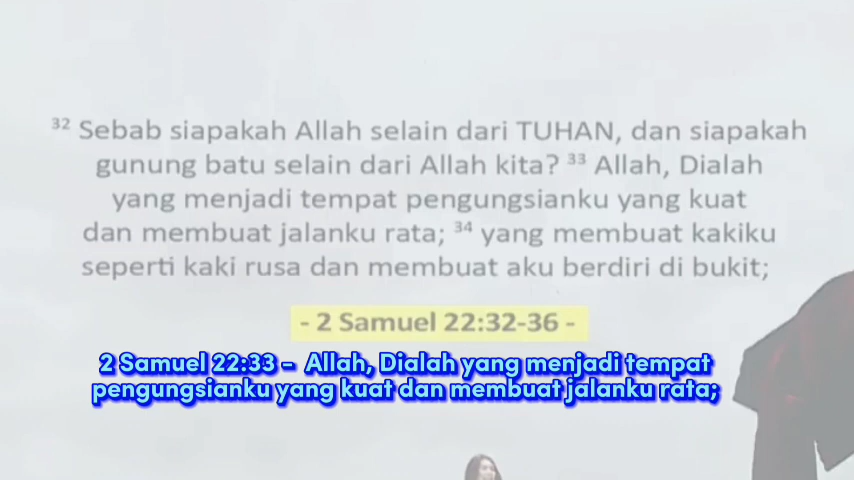 ³² Sebab siapakah Allah selain dari TUHAN, dan siapakah
gunung batu selain dari Allah kita? ³³ Allah, Dialah
yang menjadi tempat pengungsianku yang kuat
dan membuat jalanku rata; ³⁴ yang membuat kakiku
seperti kaki rusa dan membuat aku berdiri di bukit;
- 2 Samuel 22:32-36 -
2 Samuel 22:33 - Allah, Dialah yang menjadi tempat
pengungsianku yang kuat dan membuat jalanku rata;